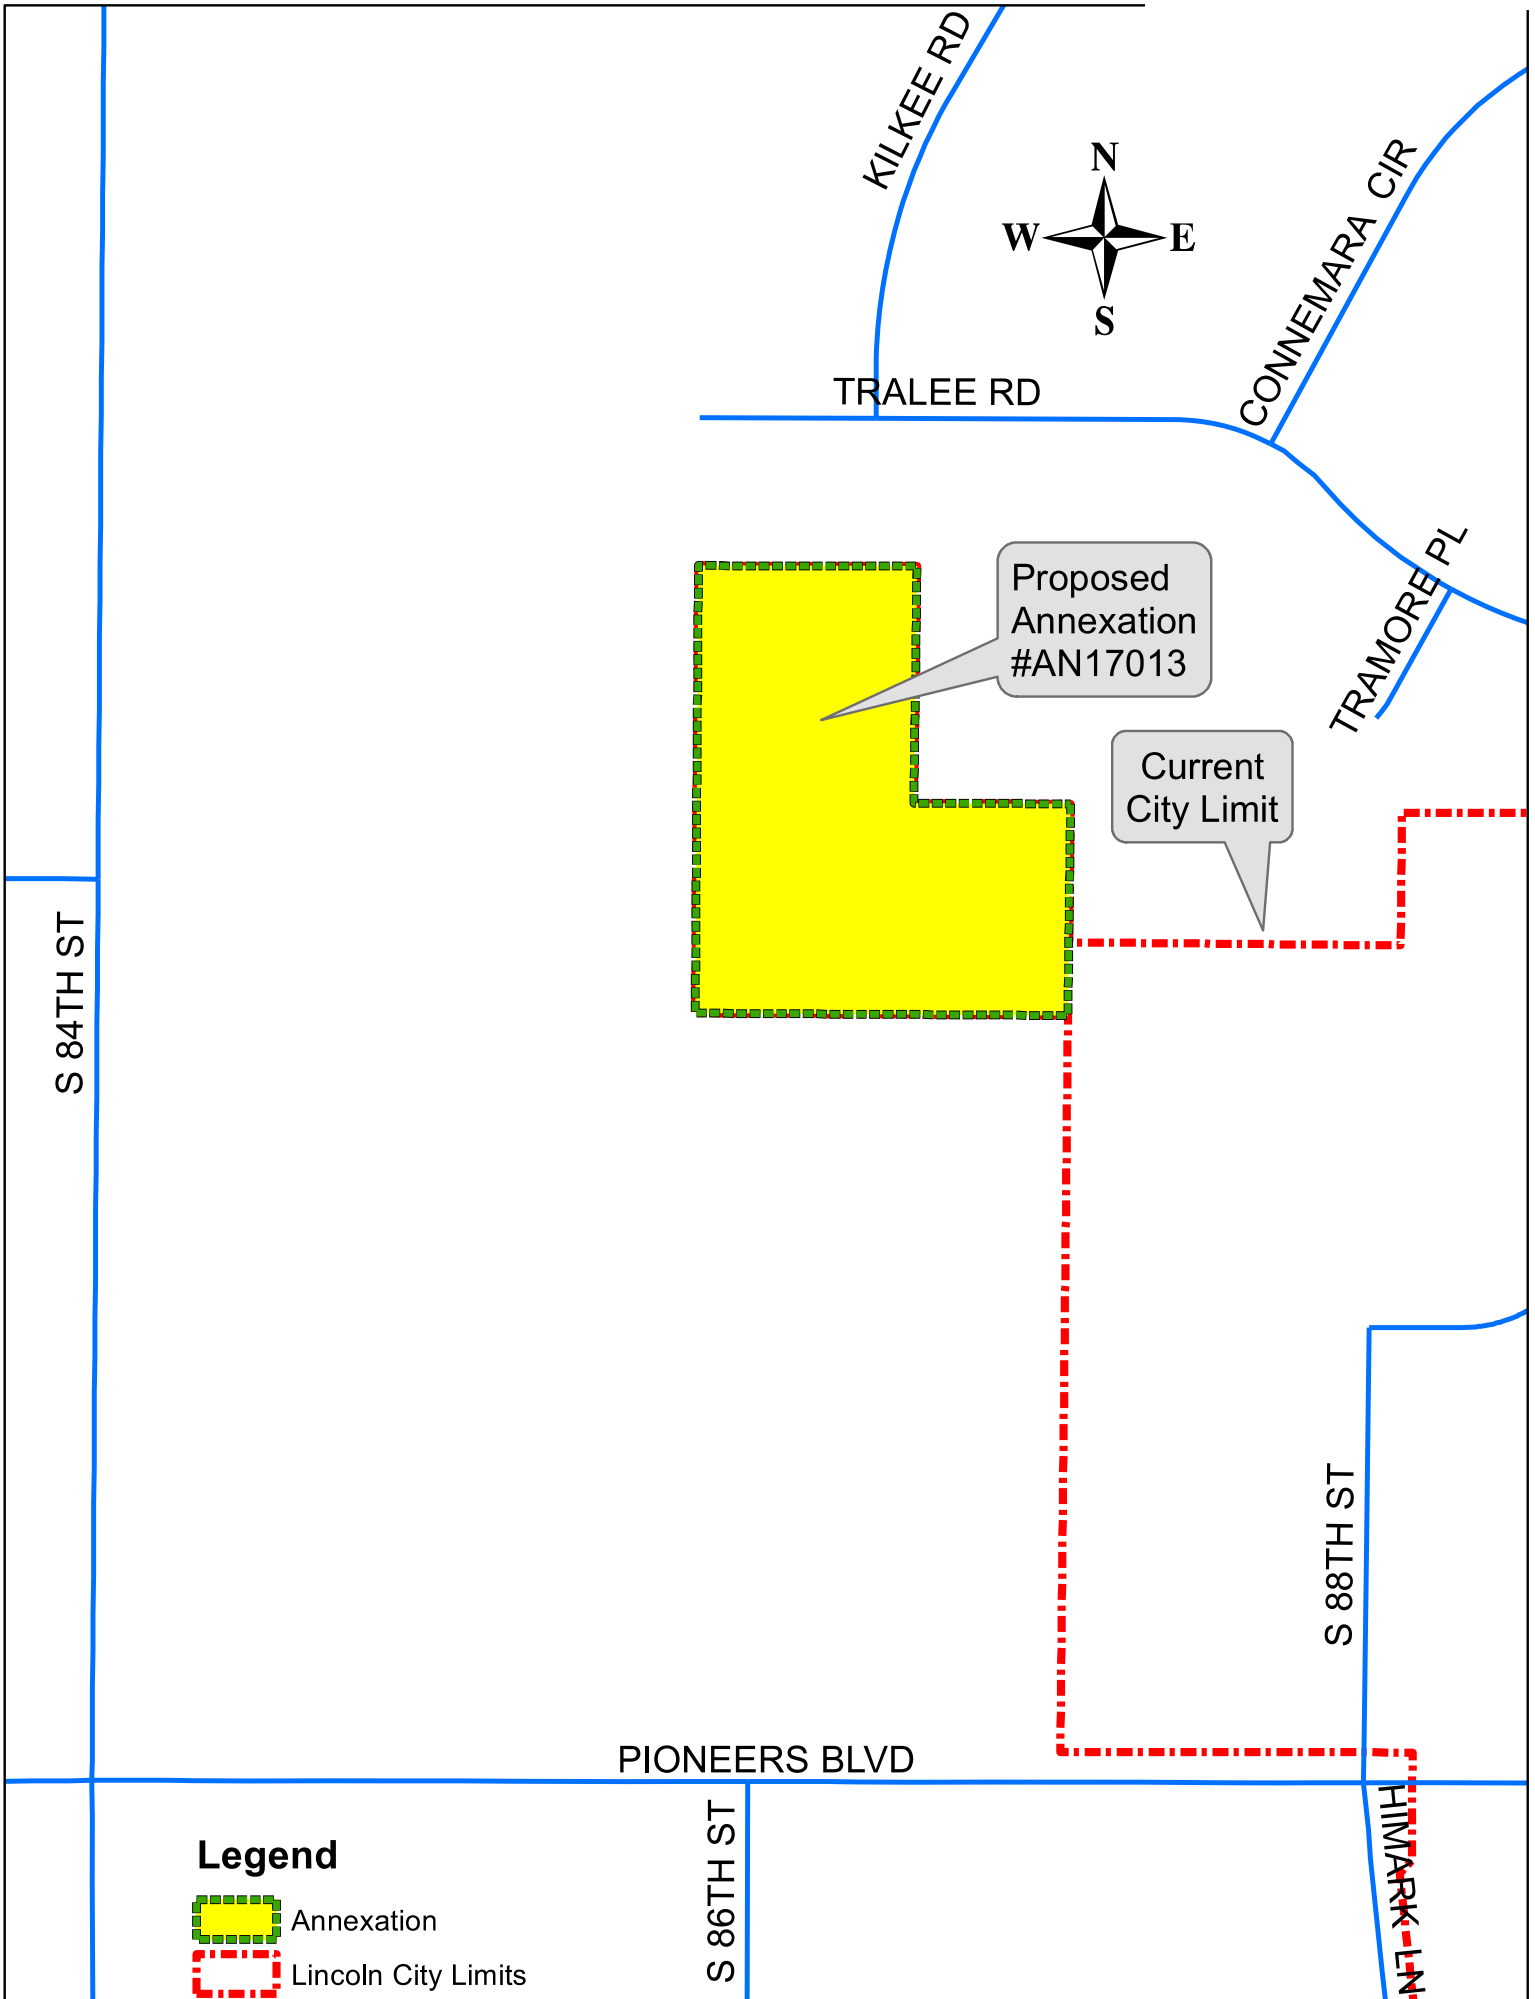 KILKEE RD
CONNEMARA CIR
N
W
E
S
TRALEE RD
TRAMORE PL
Proposed
Annexation
#AN17013
Current
City Limit
S 84TH ST
S 88TH ST
PIONEERS BLVD
S 86TH ST
HIMARK LN
Legend
Annexation
Lincoln City Limits